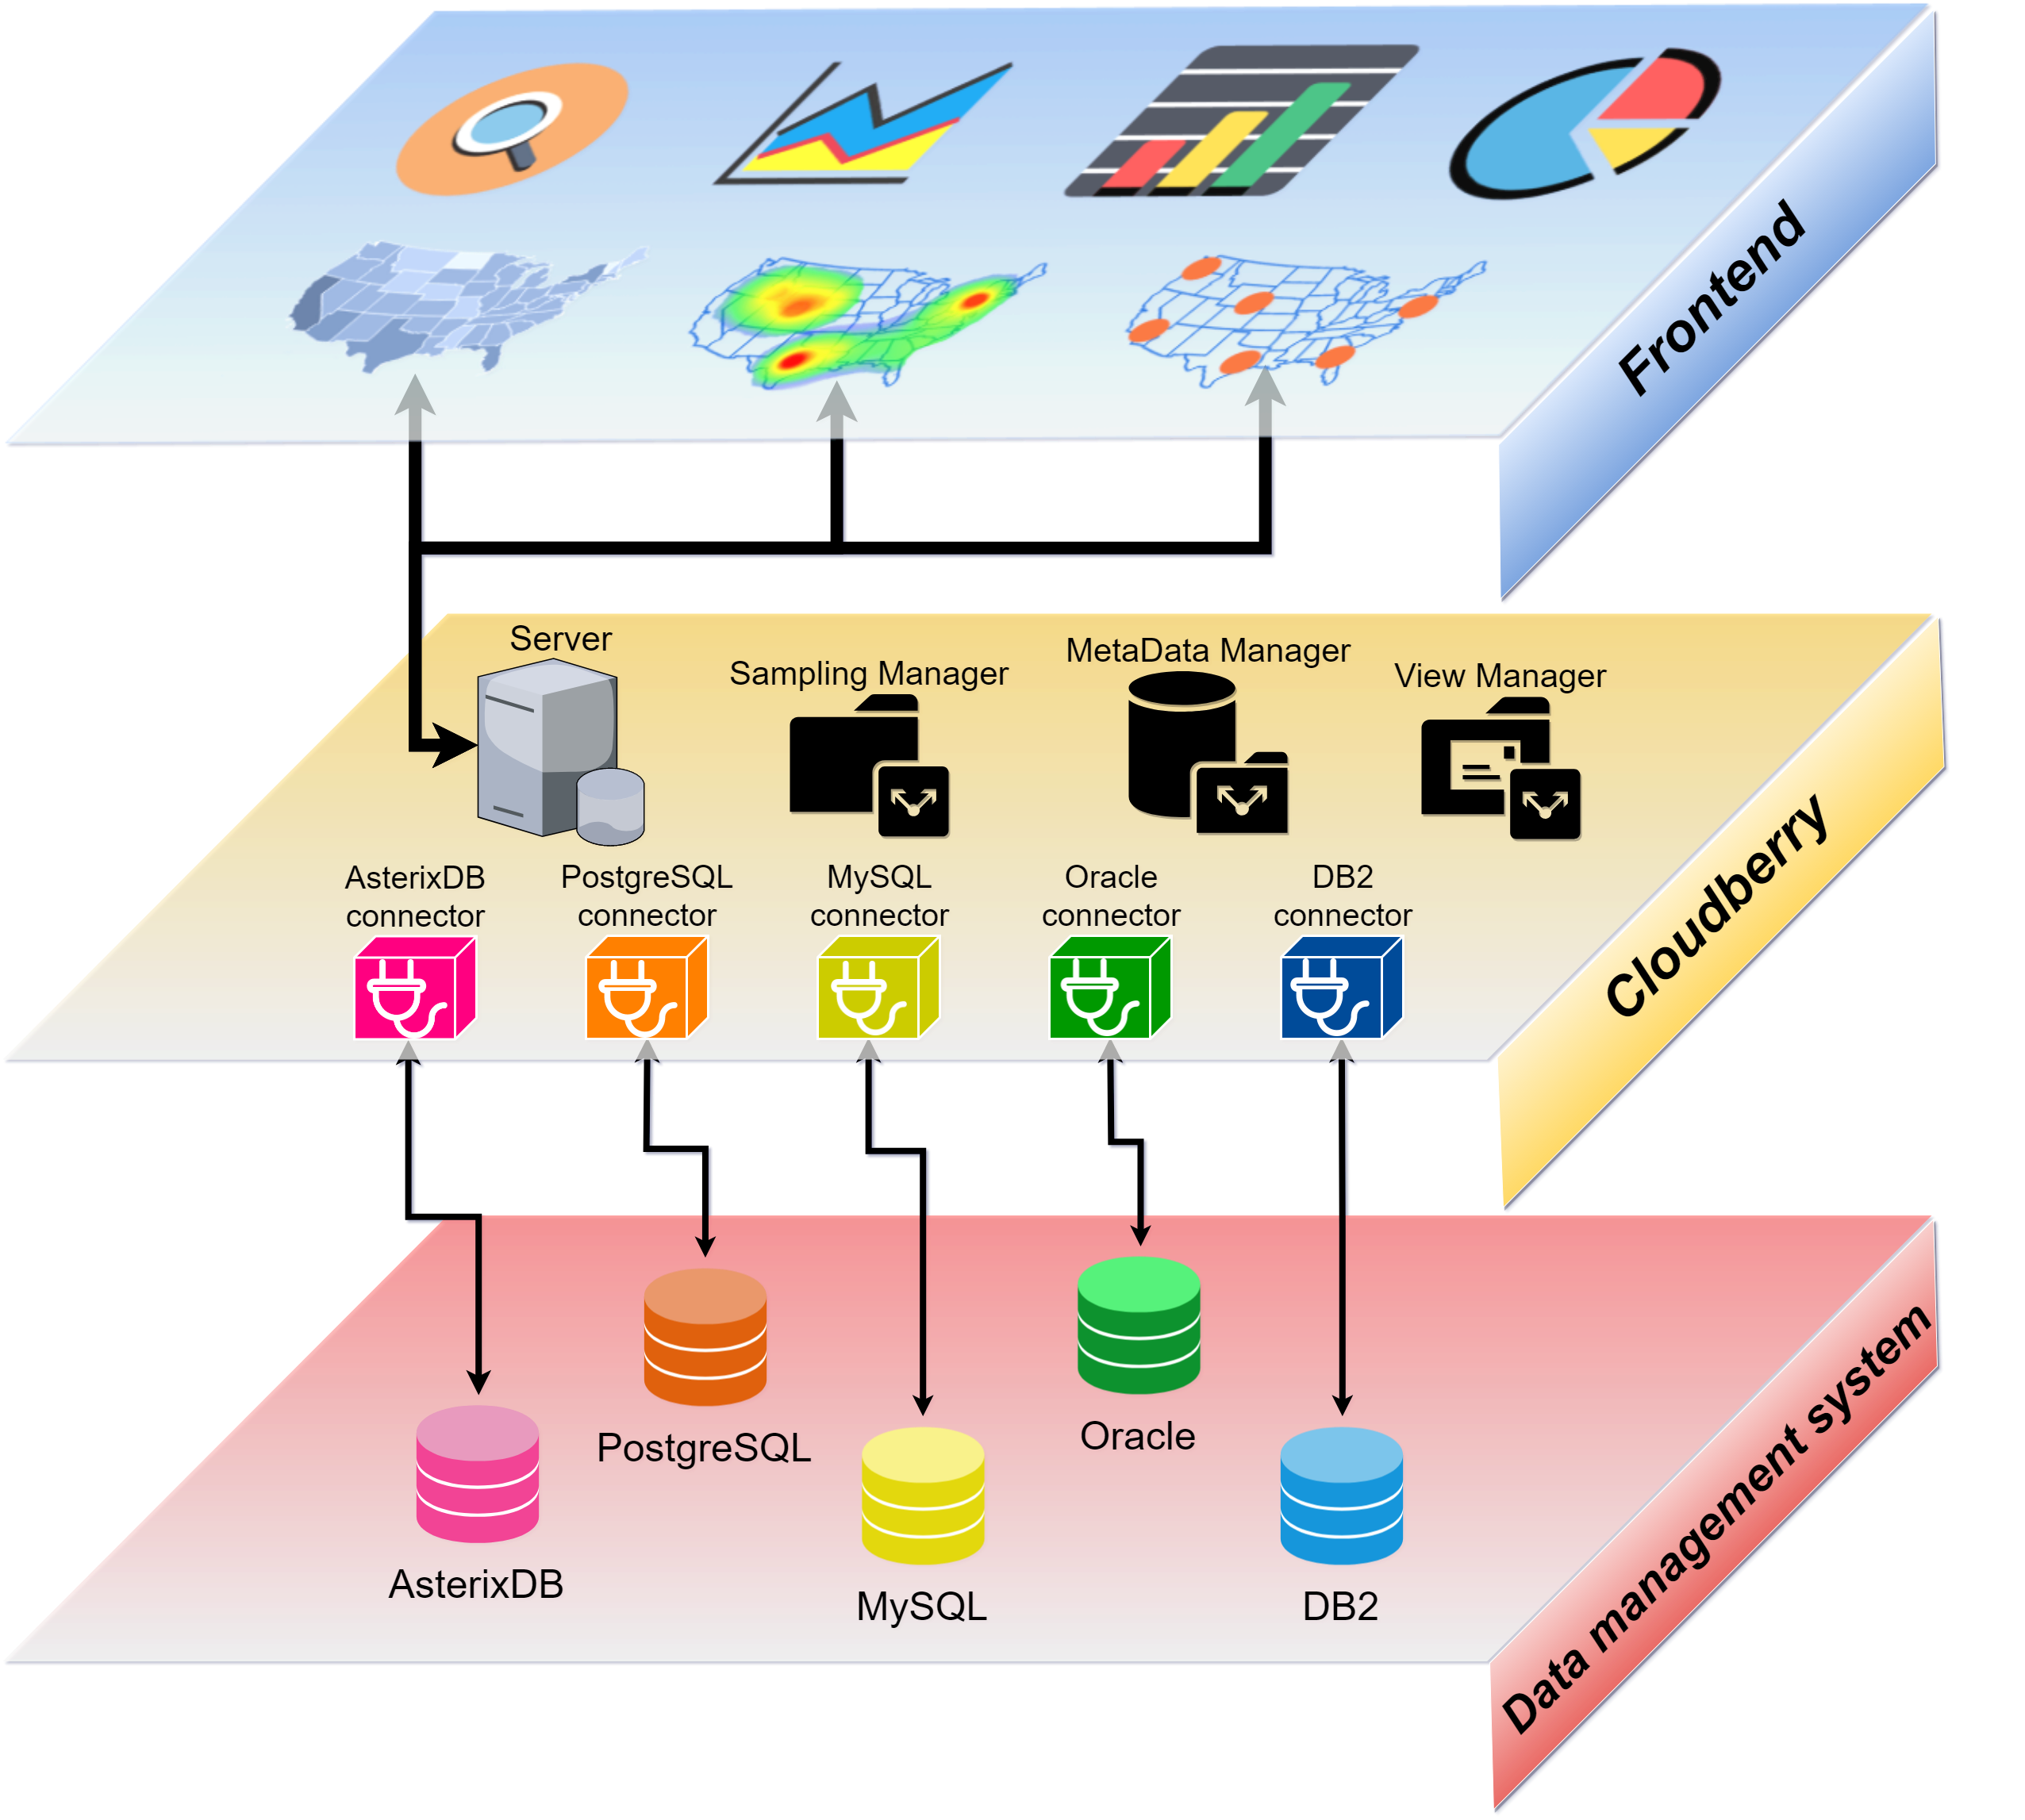 Frontend
Server
Sampling Manager
MetaData Manager
View Manager
AsterixDB
connector
PostgreSQL
connector
MySQL
connector
Oracle
connector
DB2
connector
Cloudberry
PostgreSQL
Oracle
AsterixDB
MySQL
DB2
Data management system